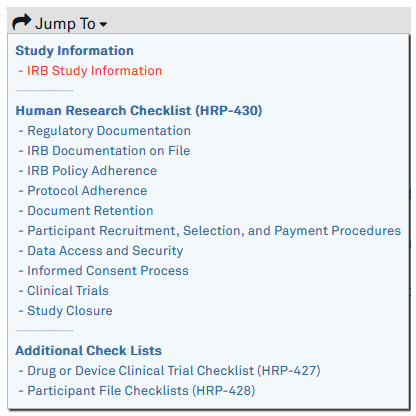 Jump To
Study Information
- IRB Study Information
Human Research Checklist (HRP-430)
- Regulatory Documentation
- IRB Documentation on File
- IRB Policy Adherence
- Protocol Adherence
- Document Retention
- Participant Recruitment, Selection, and Payment Procedures
- Data Access and Security
- Informed Consent Process
- Clinical Trials
- Study Closure
Additional Check Lists
- Drug or Device Clinical Trial Checklist (HRP-427)
- Participant File Checklists (HRP-428)